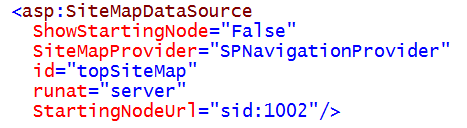 <asp:SiteMapDataSource
ShowStartingNode="False"
SiteMapProvider="SPNavigationProvider"
id="topSiteMap"
runat="server"
StartingNodeUrl="sid:1002"/>